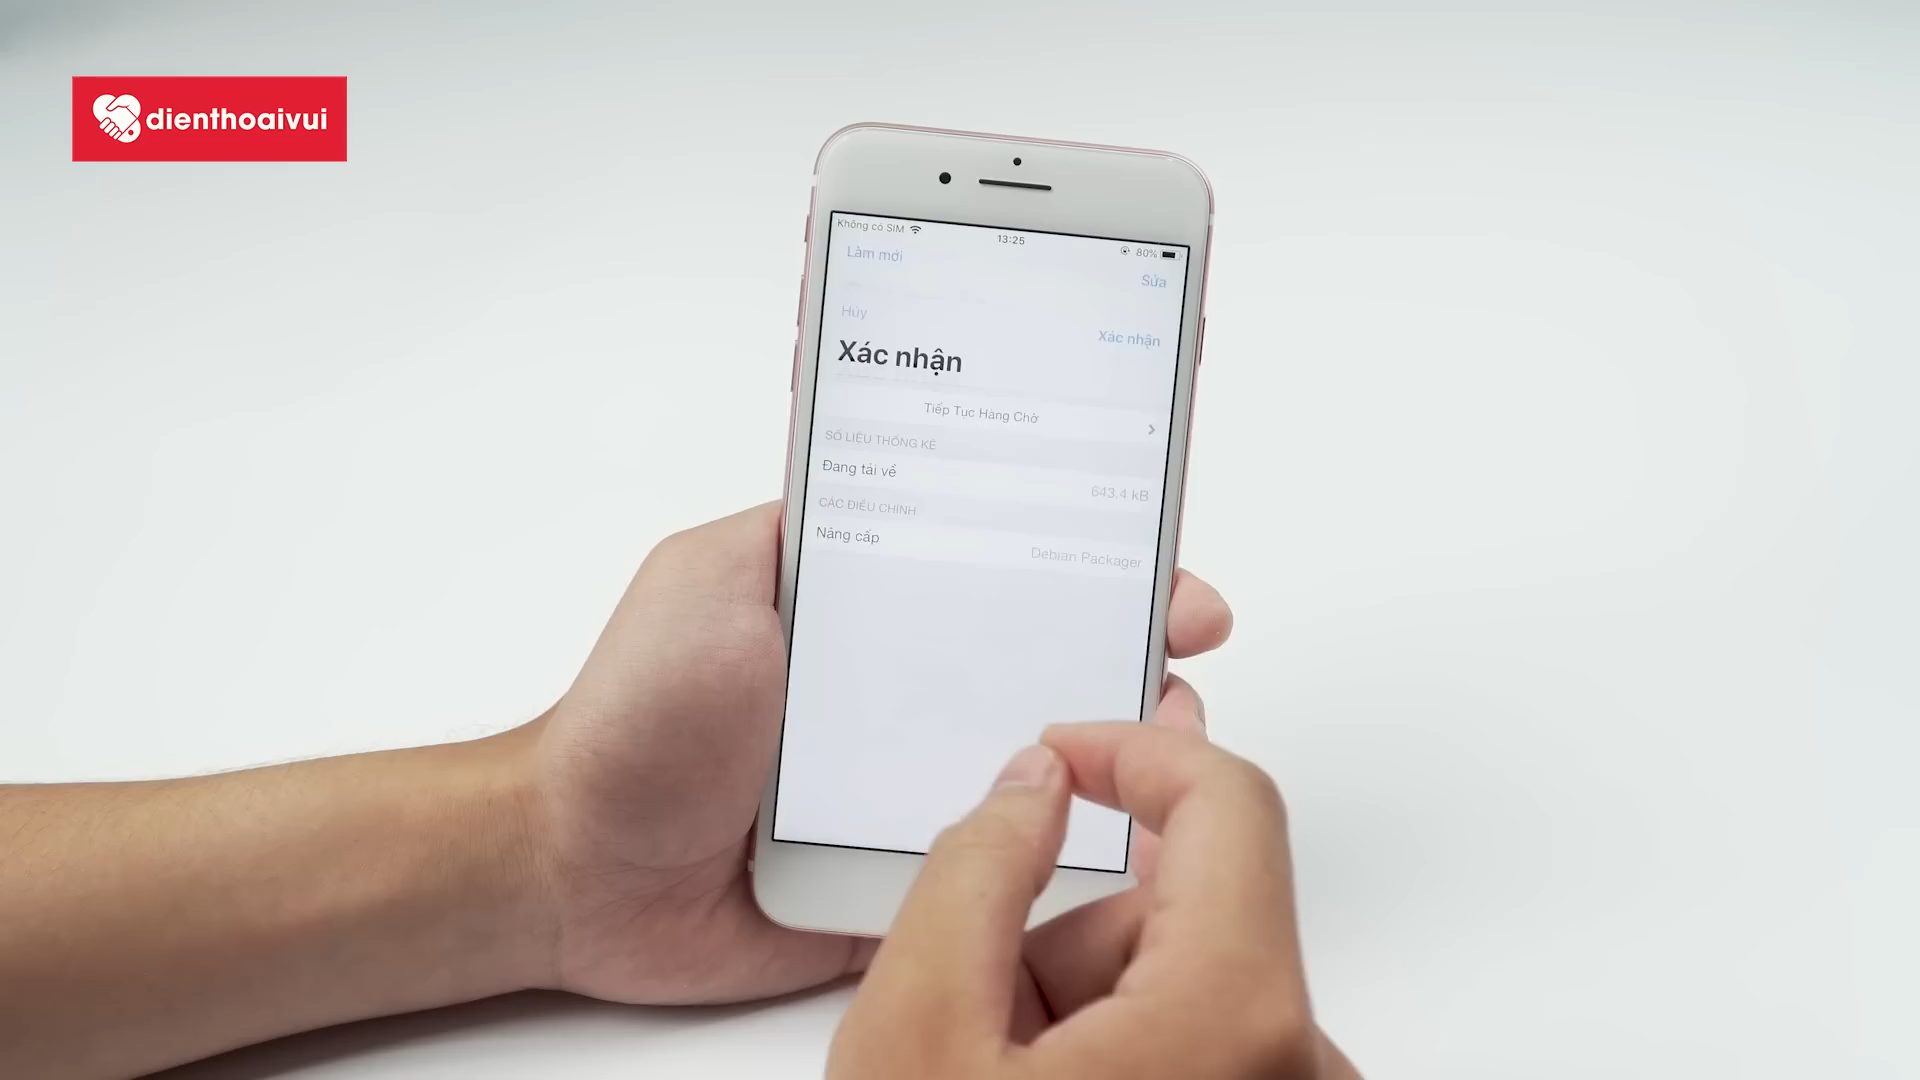 dienthoaivui
Không có SIM
13:25
80%
Làm mới
Sửa
Hủy
Xác nhận
Xác nhận
Tiếp Tục Hàng Chờ
SỐ LIỆU THỐNG KÊ
Đang tải về
643.4 kB
CÁC ĐIỀU CHỈNH
Nâng cấp
Debian Packager